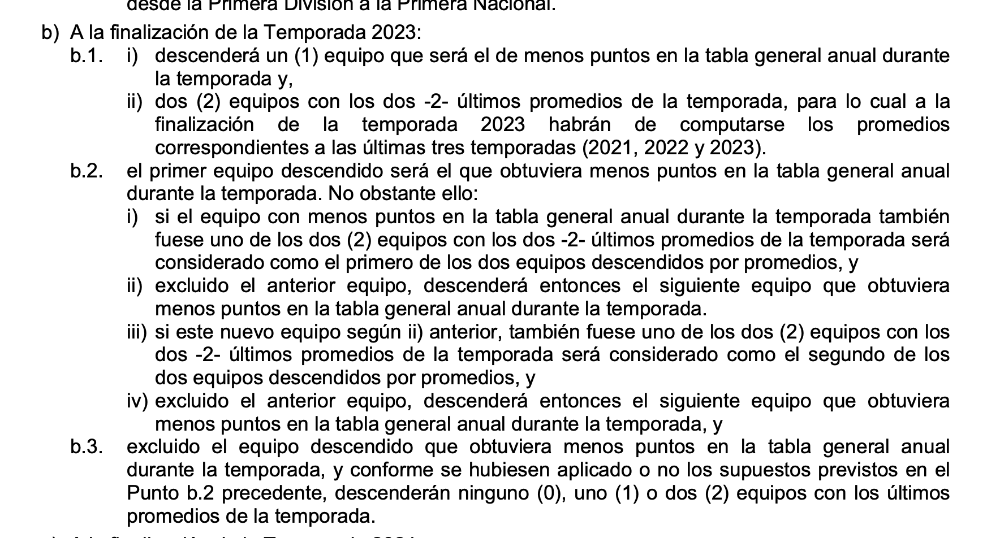 desde la Primera División a la Primera Nacional.
b) A la finalización de la Temporada 2023:
b.1. i) descenderá un (1) equipo que será el de menos puntos en la tabla general anual durante
la temporada y,
ii) dos (2) equipos con los dos -2- últimos promedios de la temporada, para lo cual a la
finalización de la temporada 2023 habrán de computarse los promedios
correspondientes a las últimas tres temporadas (2021, 2022 y 2023).
b.2. el primer equipo descendido será el que obtuviera menos puntos en la tabla general anual
durante la temporada. No obstante ello:
i) si el equipo con menos puntos en la tabla general anual durante la temporada también
fuese uno de los dos (2) equipos con los dos -2- últimos promedios de la temporada será
considerado como el primero de los dos equipos descendidos por promedios, y
ii) excluido el anterior equipo, descenderá entonces el siguiente equipo que obtuviera
menos puntos en la tabla general anual durante la temporada.
iii) si este nuevo equipo según ii) anterior, también fuese uno de los dos (2) equipos con los
dos -2- últimos promedios de la temporada será considerado como el segundo de los
dos equipos descendidos por promedios, y
iv) excluido el anterior equipo, descenderá entonces el siguiente equipo que obtuviera
menos puntos en la tabla general anual durante la temporada, y
b.3. excluido el equipo descendido que obtuviera menos puntos en la tabla general anual
durante la temporada, y conforme se hubiesen aplicado o no los supuestos previstos en el
Punto b.2 precedente, descenderán ninguno (0), uno (1) o dos (2) equipos con los últimos
promedios de la temporada.